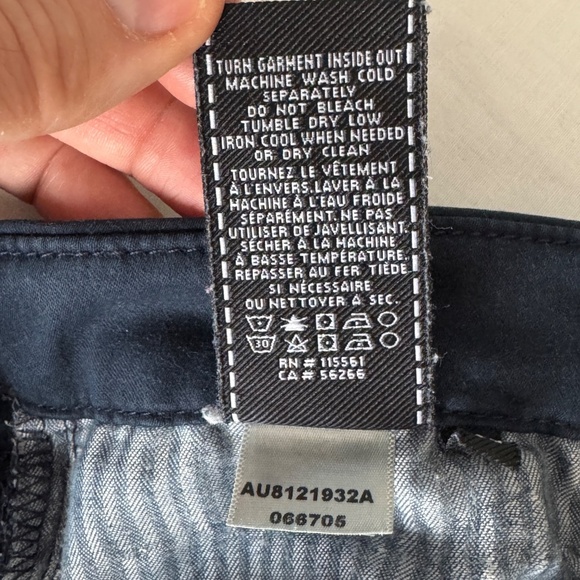 TURN GARMENT INSIDE OUT
MACHINE WASH COLD
SEPARATELY
DO NOT BLEACH
TUMBLE DRY LOW
IRON COOL WHEN NEEDED
OR DRY CLEAN
TOURNEZ LE VÊTEMENT
À L'ENVERS.LAVER À LA
MACHINE À L'EAU FROIDE
SÉPARÉMENT.NE PAS
UTILISER DE JAVELLISANT.
SÉCHER À LA MACHINE
À BASSE TEMPÉRATURE.
REPASSER AU FER TIÈDE
SI NÉCESSAIRE
OU NETTOYER À SEC.
30
RN # 115561
CA # 56266
AU8121932A
066705